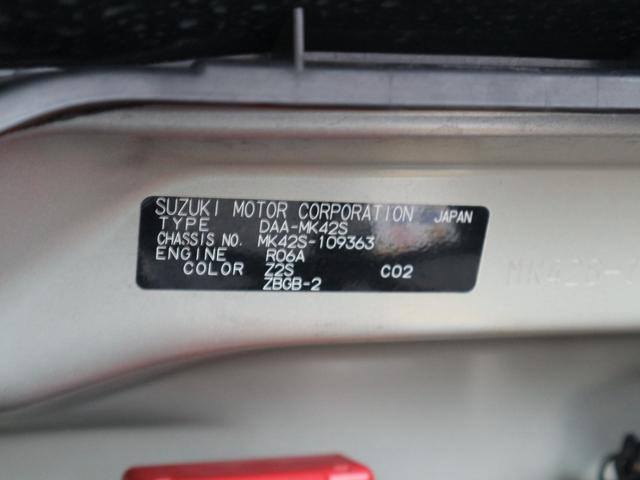 SUZUKI MOTOR CORPORATION JAPAN
TYPE DAA-MK42S
CHASSIS NO. MK42S-109363
ENGINE R06A
COLOR Z2S C02
ZBGB-2